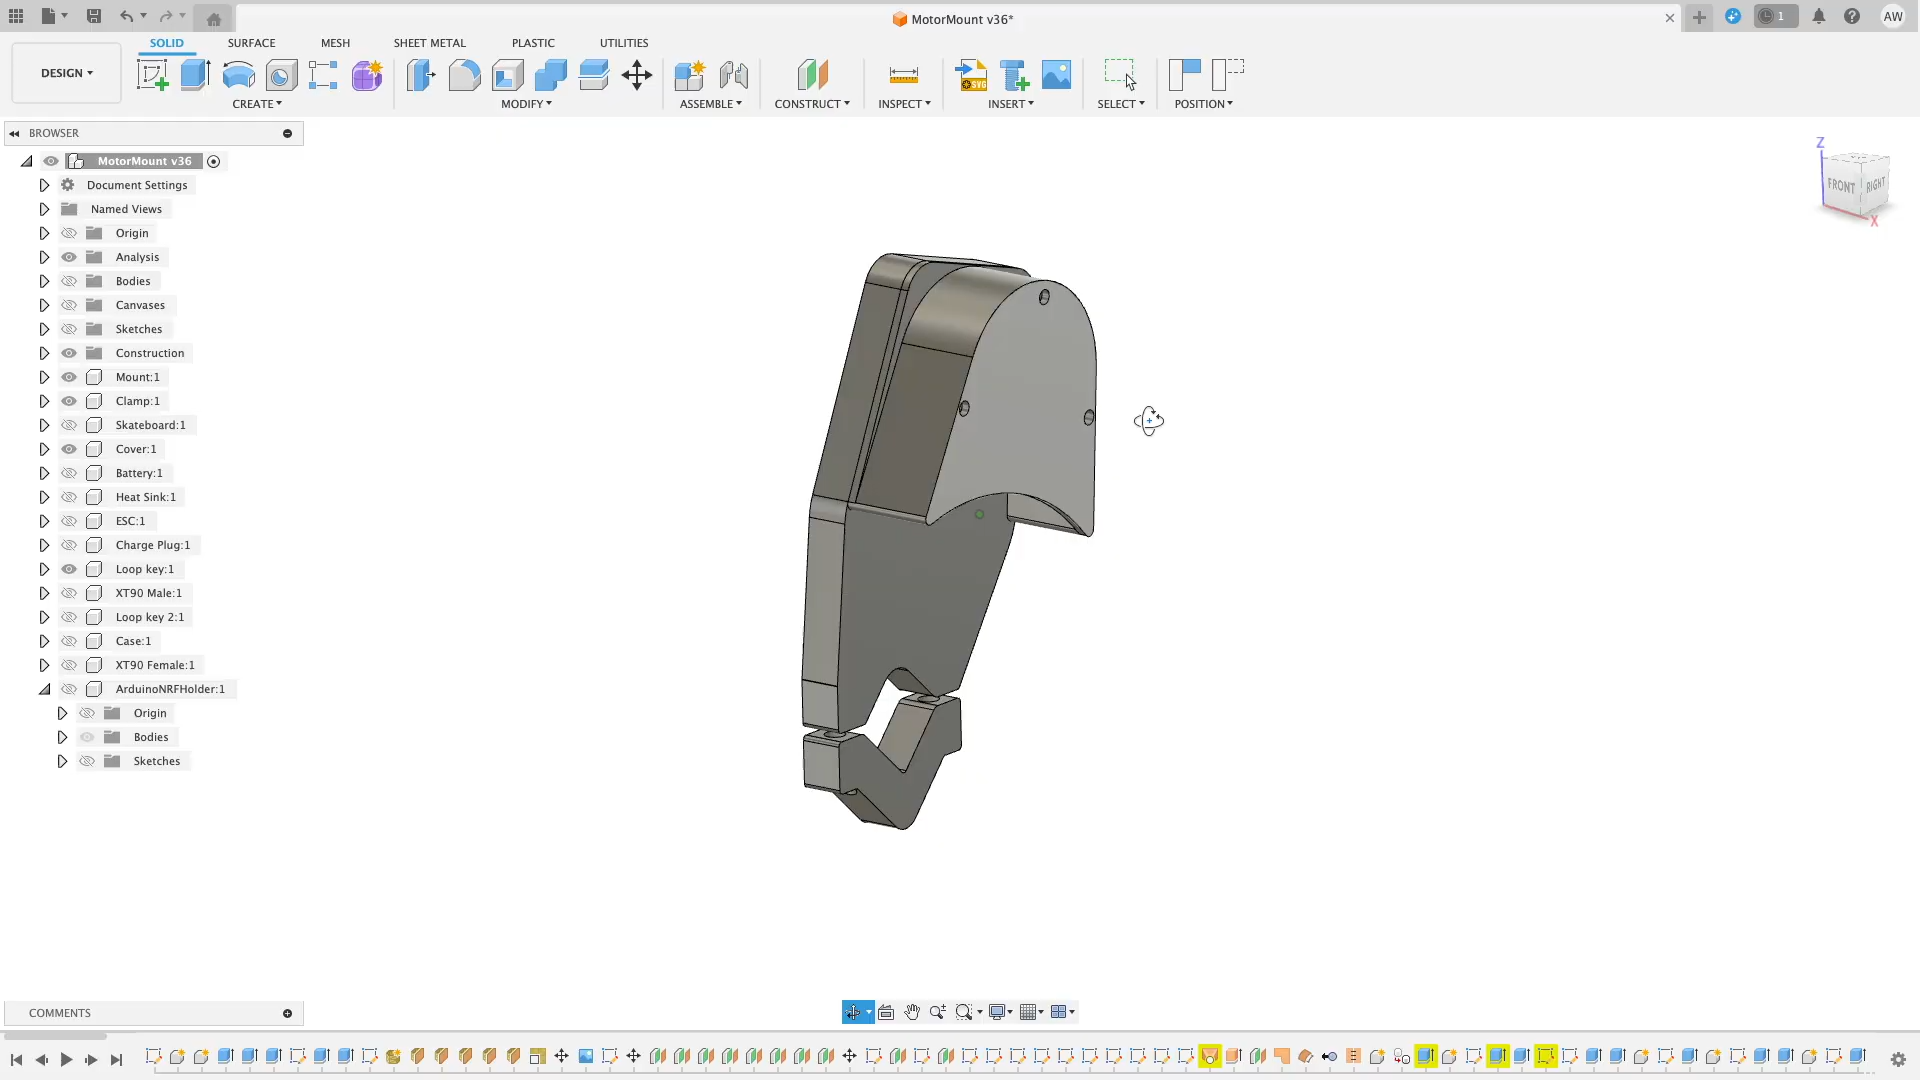 MotorMount v36*
1
AW
DESIGN
SOLID
SURFACE
MESH
SHEET METAL
PLASTIC
UTILITIES
CREATE
MODIFY
ASSEMBLE
CONSTRUCT
INSPECT
INSERT
SELECT
POSITION
SVG
BROWSER
MotorMount v36
Document Settings
Named Views
Origin
Analysis
Bodies
Canvases
Sketches
Construction
Mount:1
Clamp:1
Skateboard:1
Cover:1
Battery:1
Heat Sink:1
ESC:1
Charge Plug:1
Loop key:1
XT90 Male:1
Loop key 2:1
Case:1
XT90 Female:1
ArduinoNRFHolder:1
Origin
Bodies
Sketches
Z
FRONT
RIGHT
X
COMMENTS